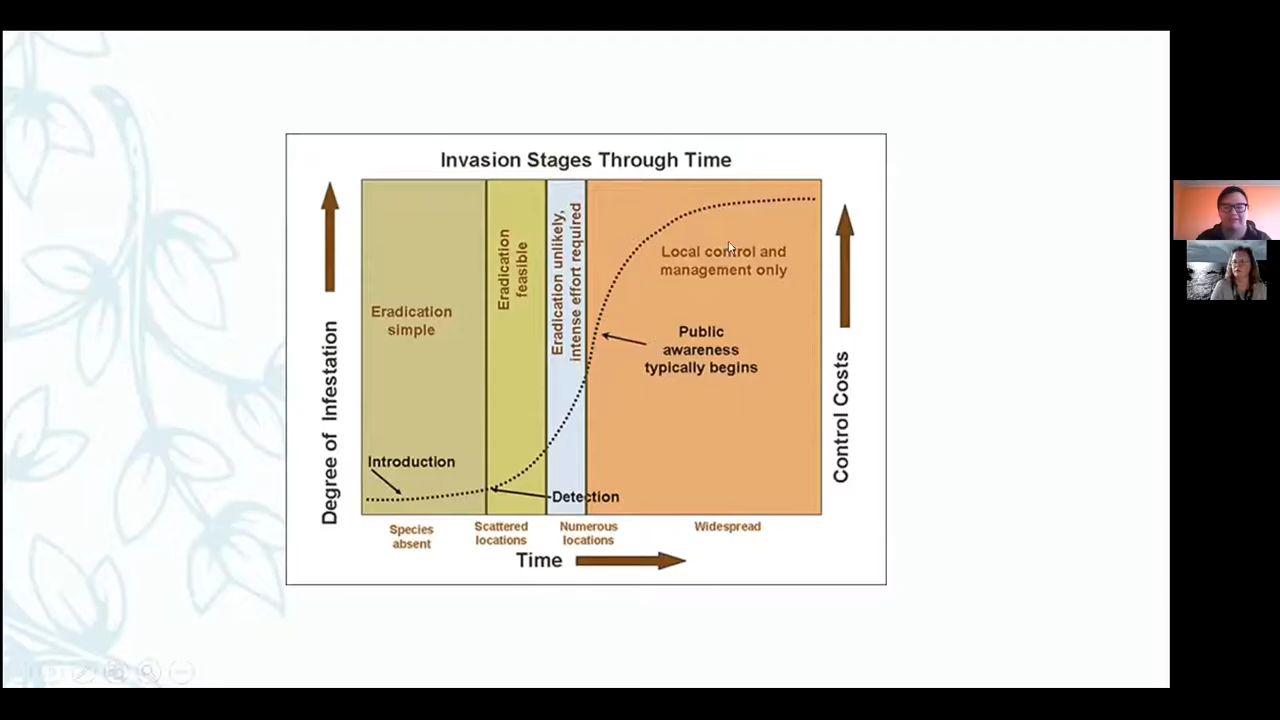 Invasion Stages Through Time
Degree of Infestation
Eradication
simple
Eradication
feasible
Eradication unlikely,
intense effort required
Local control and
management only
Public
awareness
typically begins
Introduction
Detection
Control Costs
Species
absent
Scattered
locations
Numerous
locations
Widespread
Time